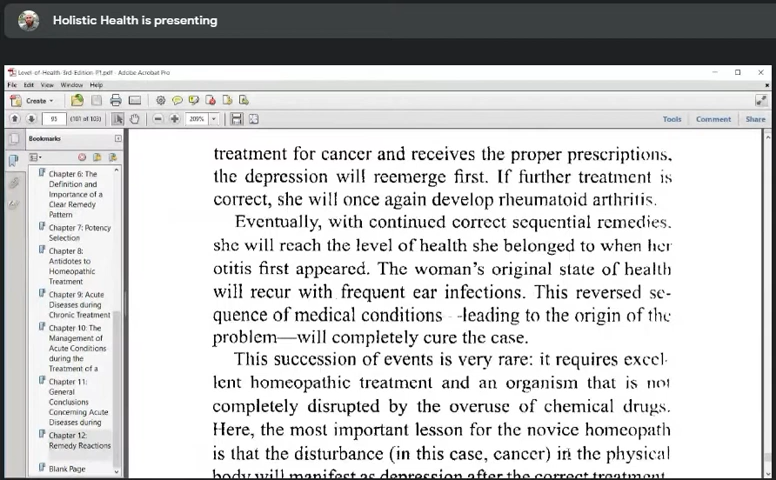 Holistic Health is presenting
Level-of-Health-3rd-Edition-P1.pdf - Adobe Acrobat Pro
File Edit View Window Help
Create
93 (101 of 102) 209%
Tools Comment Share
Bookmarks
Chapter 6: The
Definition and
Importance of a
Clear Remedy
Pattern
Chapter 7: Potency
Selection
Chapter 8:
Antidotes to
Homeopathic
Treatment
Chapter 9: Acute
Diseases during
Chronic Treatment
Chapter 10: The
Management of
Acute Conditions
during the
Treatment of a
Chapter 11:
General
Conclusions
Concerning Acute
Diseases during
Chapter 12:
Remedy Reactions
Blank Page
treatment for cancer and receives the proper prescriptions,
the depression will reemerge first. If further treatment is
correct, she will once again develop rheumatoid arthritis.
Eventually, with continued correct sequential remedies,
she will reach the level of health she belonged to when her
otitis first appeared. The woman's original state of health
will recur with frequent ear infections. This reversed se-
quence of medical conditions--leading to the origin of the
problem—will completely cure the case.
This succession of events is very rare: it requires excel-
lent homeopathic treatment and an organism that is not
completely disrupted by the overuse of chemical drugs.
Here, the most important lesson for the novice homeopath
is that the disturbance (in this case, cancer) in the physical
body will manifest as depression after the correct treatment